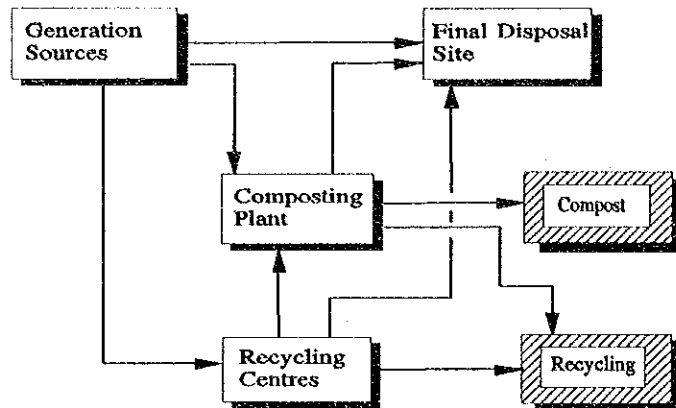 Generation
Sources
Final Disposal
Site
Composting
Plant
Compost
Recycling
Centres
Recycling